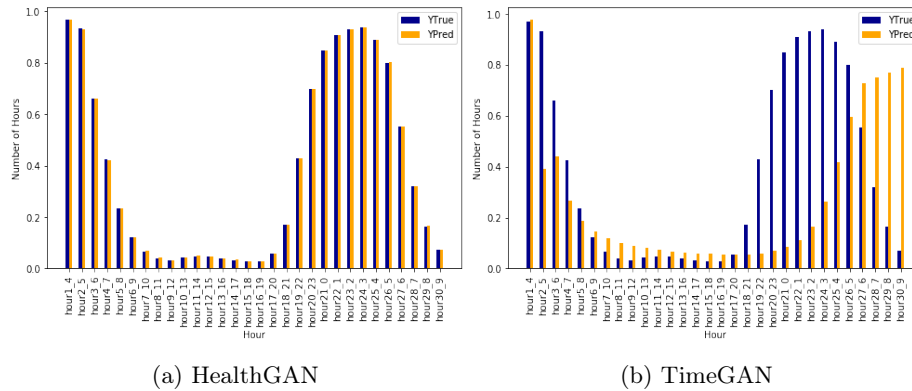 1.0
0.8
0.6
0.4
0.2
0.0
Number of Hours
YTrue
YPred
hour1_4
hour2_5
hour3_6
hour4_7
hour5_8
hour6_9
hour7_10
hour8_11
hour9_12
hour10_13
hour11_14
hour12_15
hour13_16
hour14_17
hour15_18
hour16_19
hour17_20
hour18_21
hour19_22
hour20_23
hour21_0
hour22_1
hour23_2
hour24_3
hour25_4
hour26_5
hour27_6
hour28_7
hour29_8
hour30_9
Hour
(a) HealthGAN
1.0
0.8
0.6
0.4
0.2
0.0
Number of Hours
YTrue
YPred
hour1_4
hour2_5
hour3_6
hour4_7
hour5_8
hour6_9
hour7_10
hour8_11
hour9_12
hour10_13
hour11_14
hour12_15
hour13_16
hour14_17
hour15_18
hour16_19
hour17_20
hour18_21
hour19_22
hour20_23
hour21_0
hour22_1
hour23_2
hour24_3
hour25_4
hour26_5
hour27_6
hour28_7
hour29_8
hour30_9
Hour
(b) TimeGAN